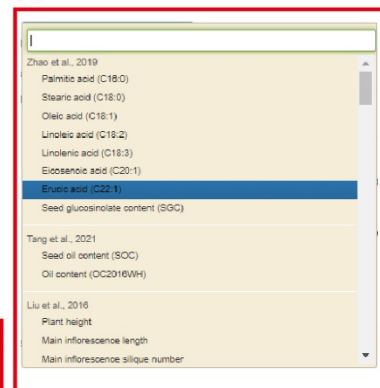 Zhao et al., 2019
Palmitic acid (C16:0)
Stearic acid (C18:0)
Oleic acid (C18:1)
Linoleic acid (C18:2)
Linolenic acid (C18:3)
Eicosenoic acid (C20:1)
Erucic acid (C22:1)
Seed glucosinolate content (SGC)
Tang et al., 2021
Seed oil content (SOC)
Oil content (OC2016WH)
Liu et al., 2016
Plant height
Main inflorescence length
Main inflorescence silique number